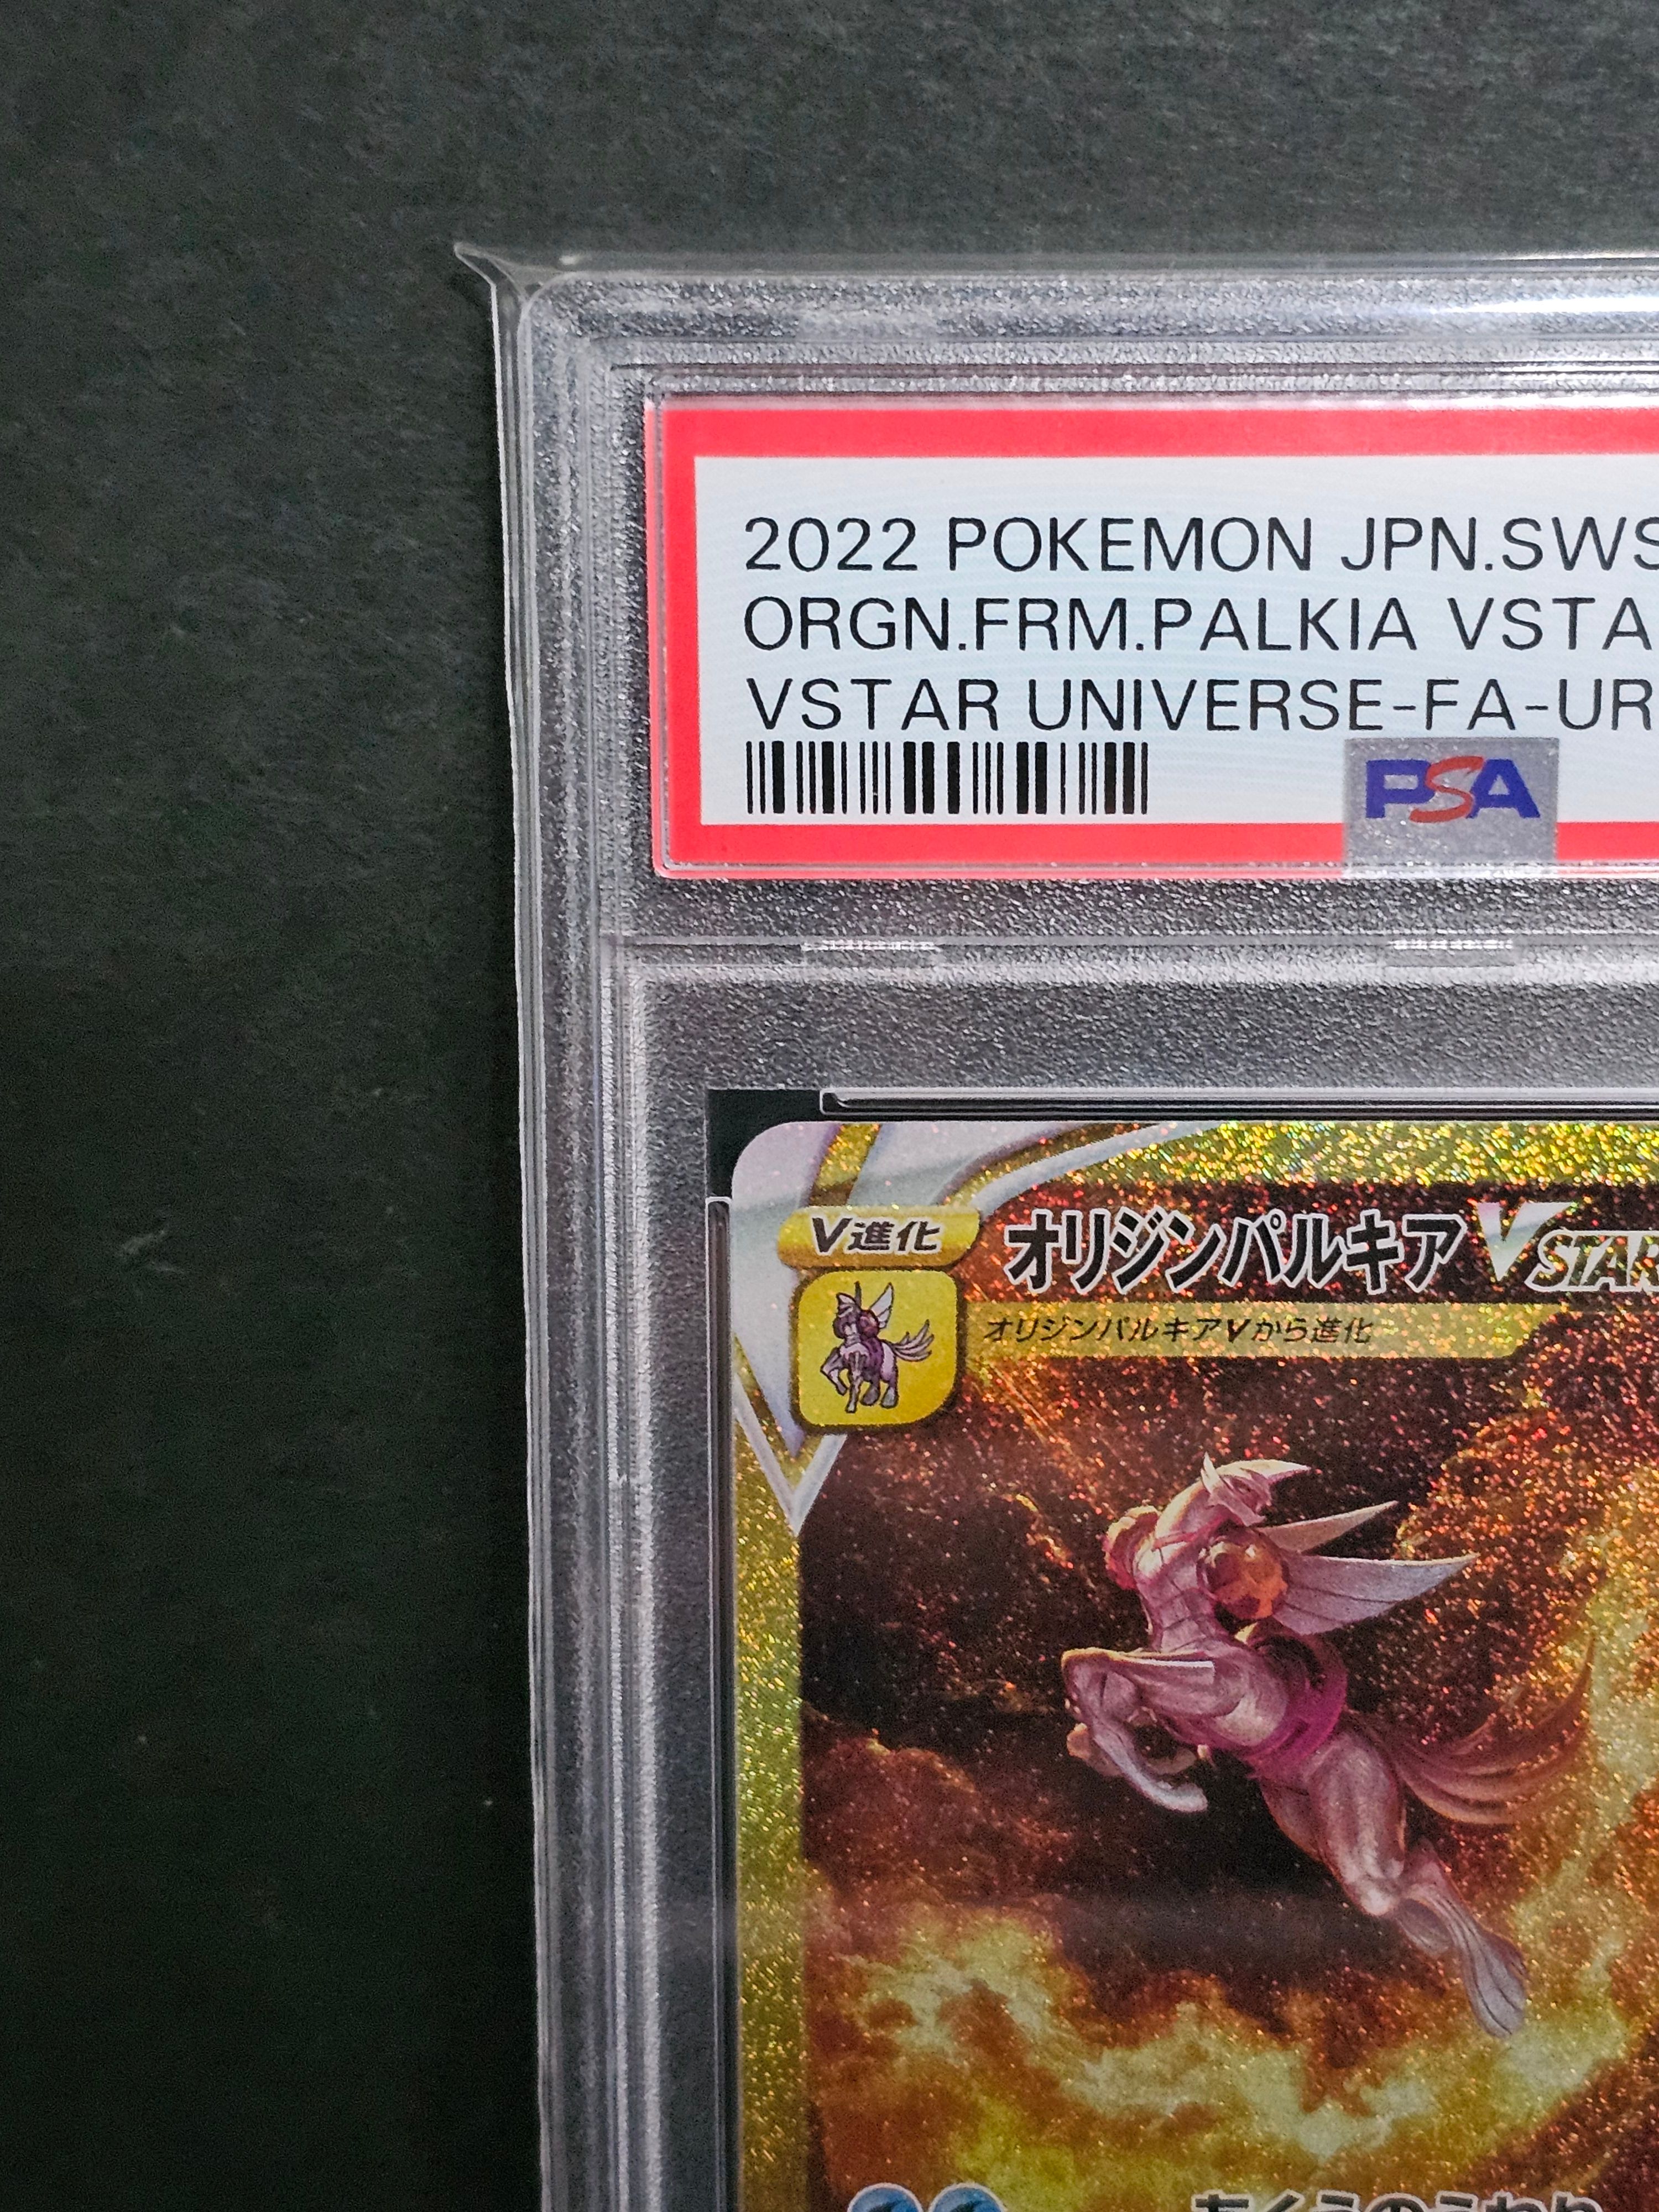 2022 POKEMON JPN.SWS
ORGN.FRM.PALKIA VSTA
VSTAR UNIVERSE-FA-UR
PSA
V進化
オリジンパルキア VSTAR
オリジンパルキアVから進化